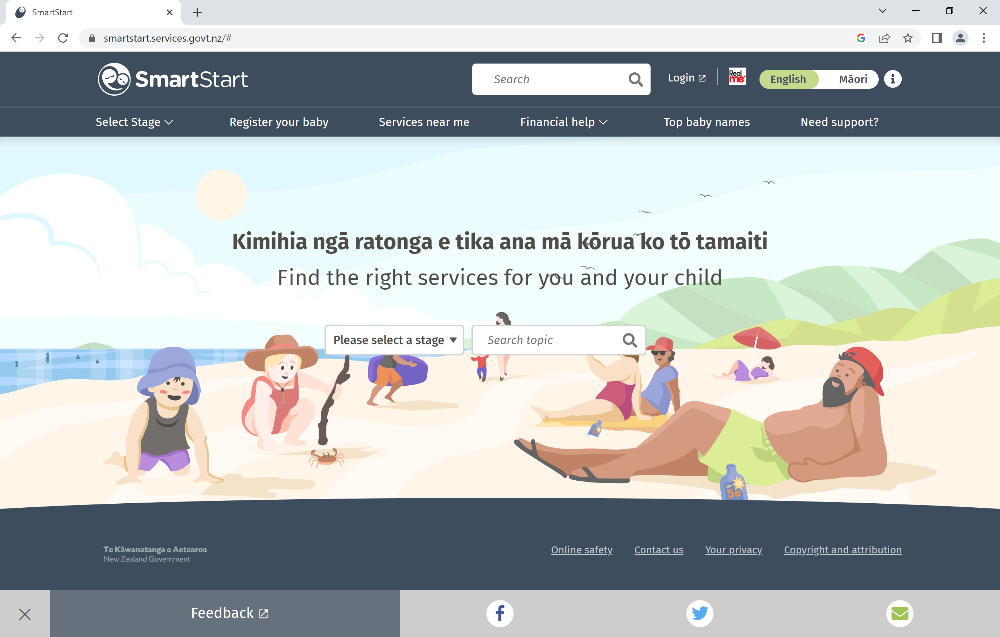 SmartStart
smartstart.services.govt.nz/#
SmartStart
Search
Login
Real me
English
Māori
Select Stage
Register your baby
Services near me
Financial help
Top baby names
Need support?
Kimihia ngā ratonga e tika ana mā kōrua ko tō tamaiti
Find the right services for you and your child
Please select a stage
Search topic
50
SPF
50
Te Kāwanatanga o Aotearoa
New Zealand Government
Online safety
Contact us
Your privacy
Copyright and attribution
Feedback